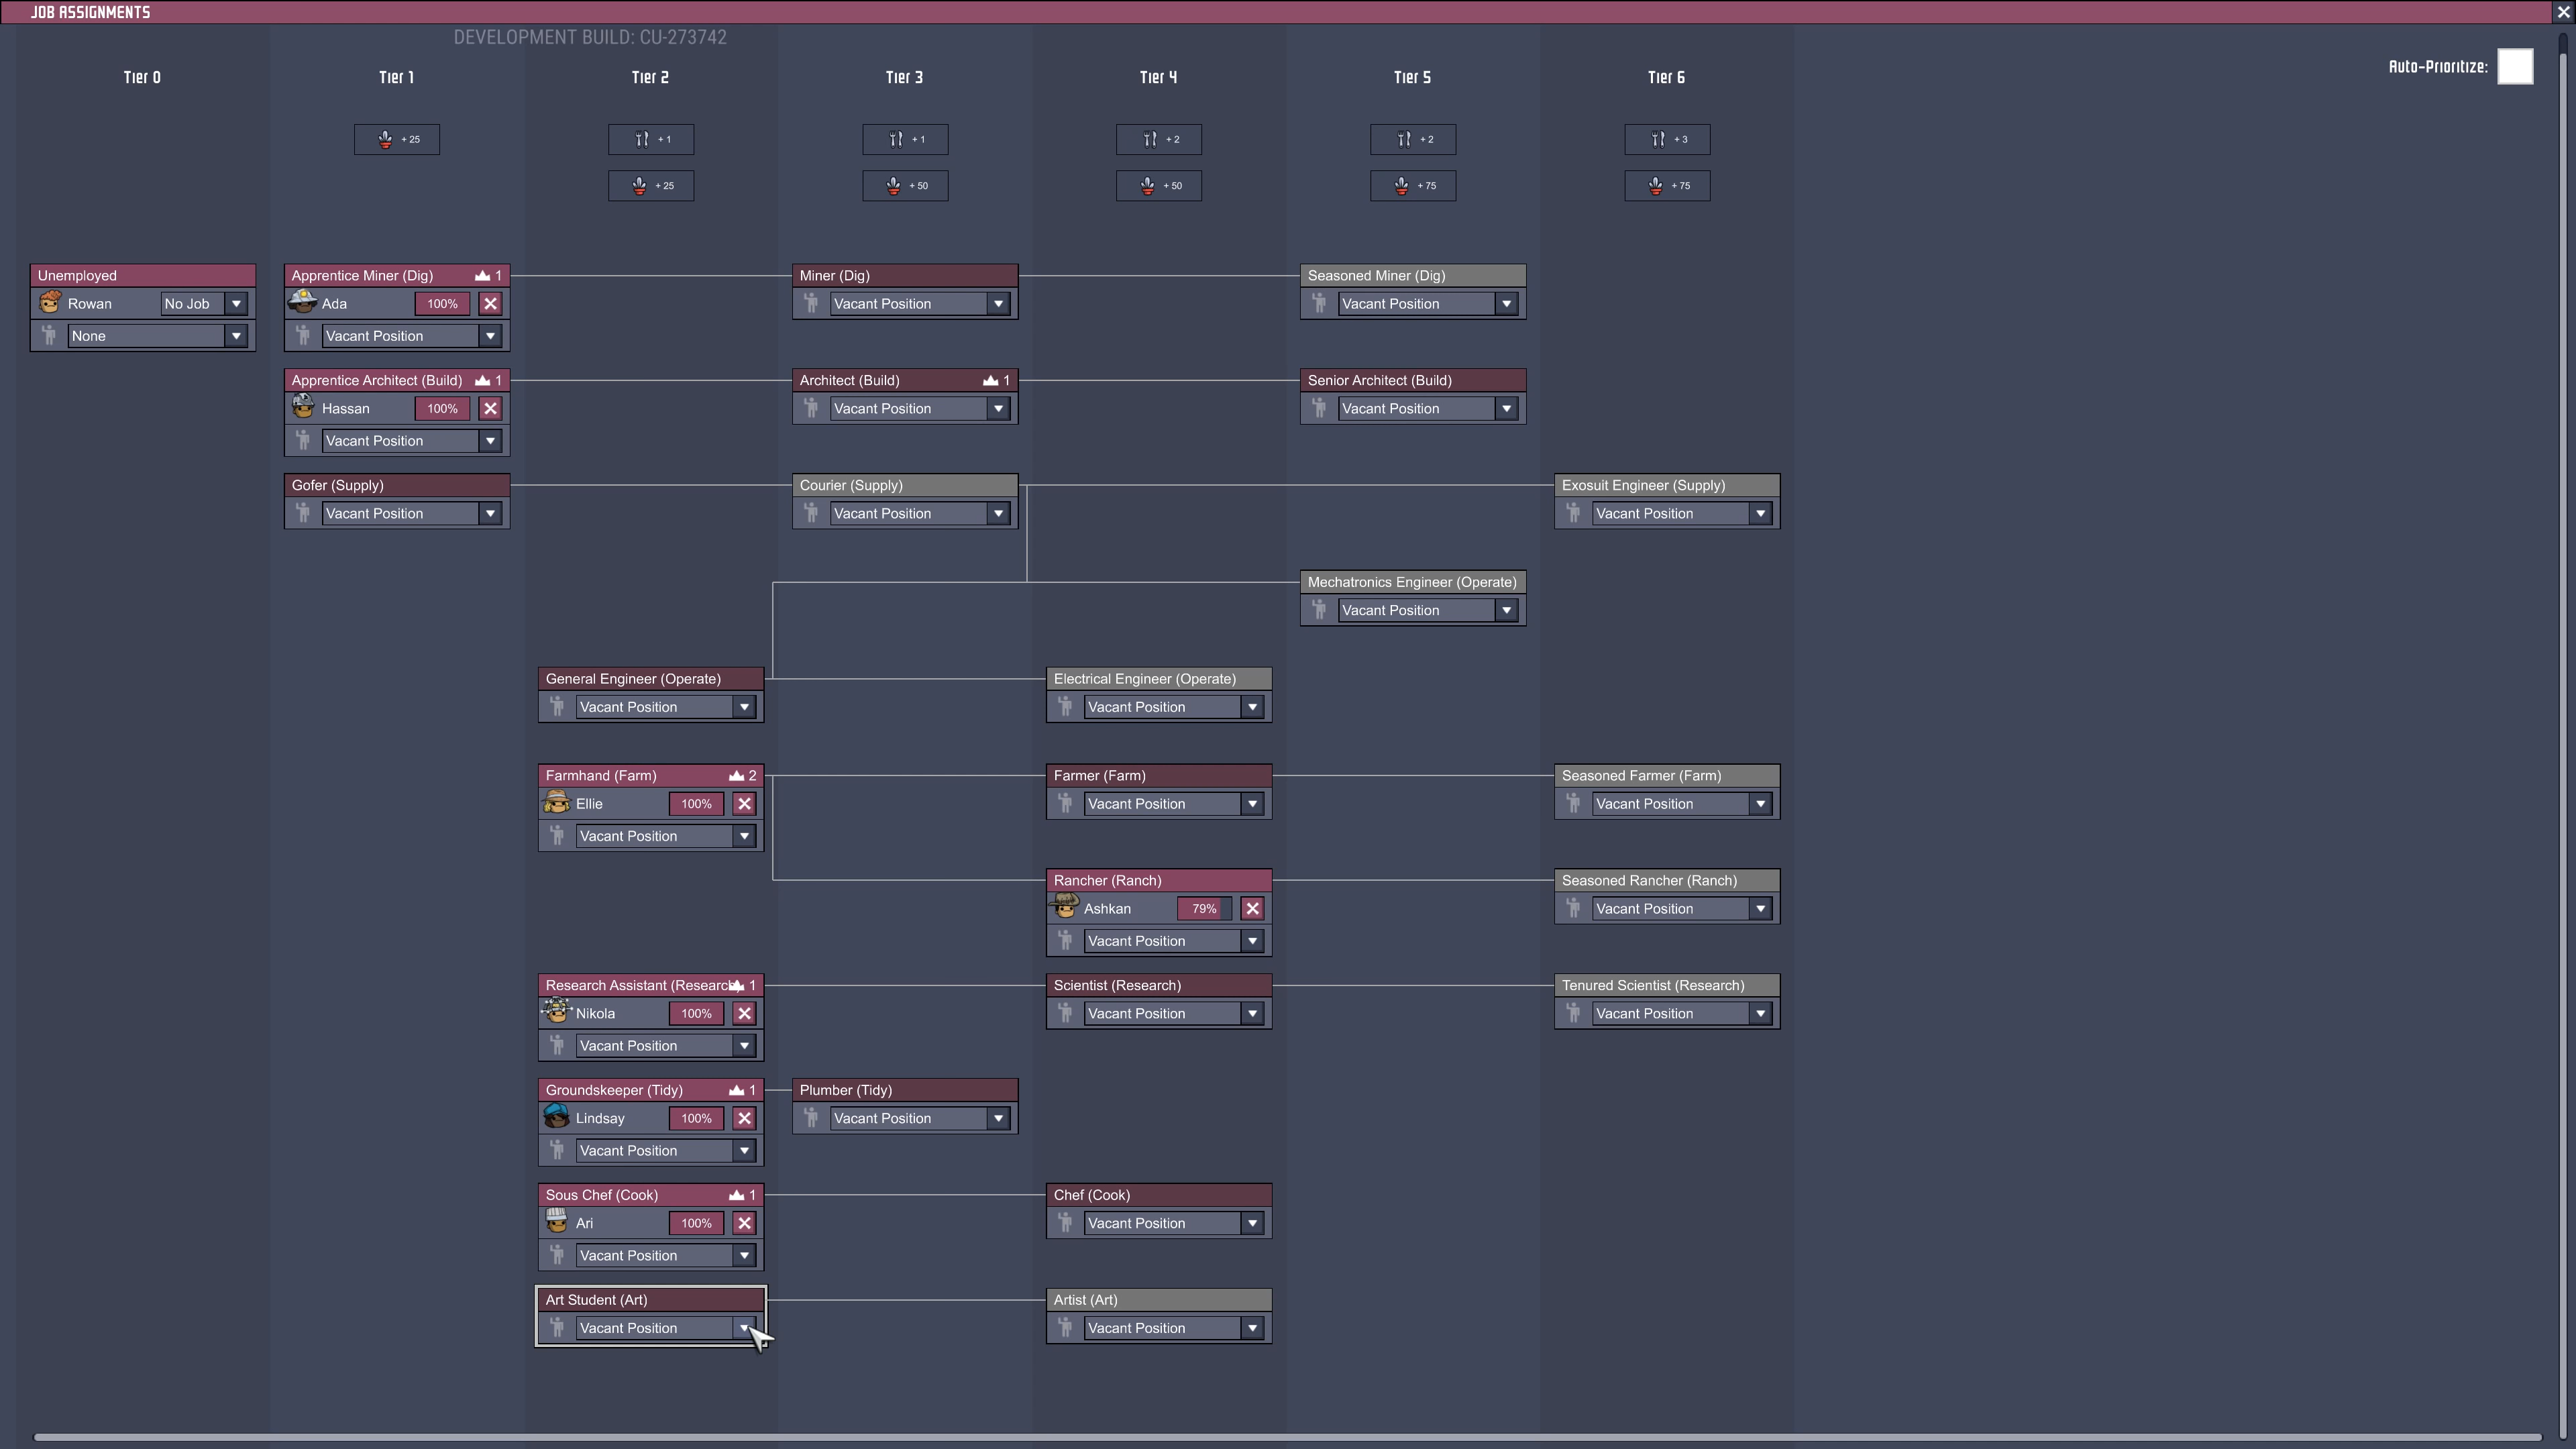 JOB ASSIGNMENTS
DEVELOPMENT BUILD: CU-273742
Tier 0
Tier 1
Tier 2
Tier 3
Tier 4
Tier 5
Tier 6
Auto-Prioritize:
+ 25
+ 1
+ 1
+ 2
+ 2
+ 3
+ 25
+ 50
+ 50
+ 75
+ 75
Unemployed
Rowan No Job
None
Apprentice Miner (Dig) 1
Ada 100%
Vacant Position
Miner (Dig)
Vacant Position
Seasoned Miner (Dig)
Vacant Position
Apprentice Architect (Build) 1
Hassan 100%
Vacant Position
Architect (Build) 1
Vacant Position
Senior Architect (Build)
Vacant Position
Gofer (Supply)
Vacant Position
Courier (Supply)
Vacant Position
Exosuit Engineer (Supply)
Vacant Position
Mechatronics Engineer (Operate)
Vacant Position
General Engineer (Operate)
Vacant Position
Electrical Engineer (Operate)
Vacant Position
Farmhand (Farm) 2
Ellie 100%
Vacant Position
Farmer (Farm)
Vacant Position
Seasoned Farmer (Farm)
Vacant Position
Rancher (Ranch)
Ashkan 79%
Vacant Position
Seasoned Rancher (Ranch)
Vacant Position
Research Assistant (Research) 1
Nikola 100%
Vacant Position
Scientist (Research)
Vacant Position
Tenured Scientist (Research)
Vacant Position
Groundskeeper (Tidy) 1
Lindsay 100%
Vacant Position
Plumber (Tidy)
Vacant Position
Sous Chef (Cook) 1
Ari 100%
Vacant Position
Chef (Cook)
Vacant Position
Art Student (Art)
Vacant Position
Artist (Art)
Vacant Position